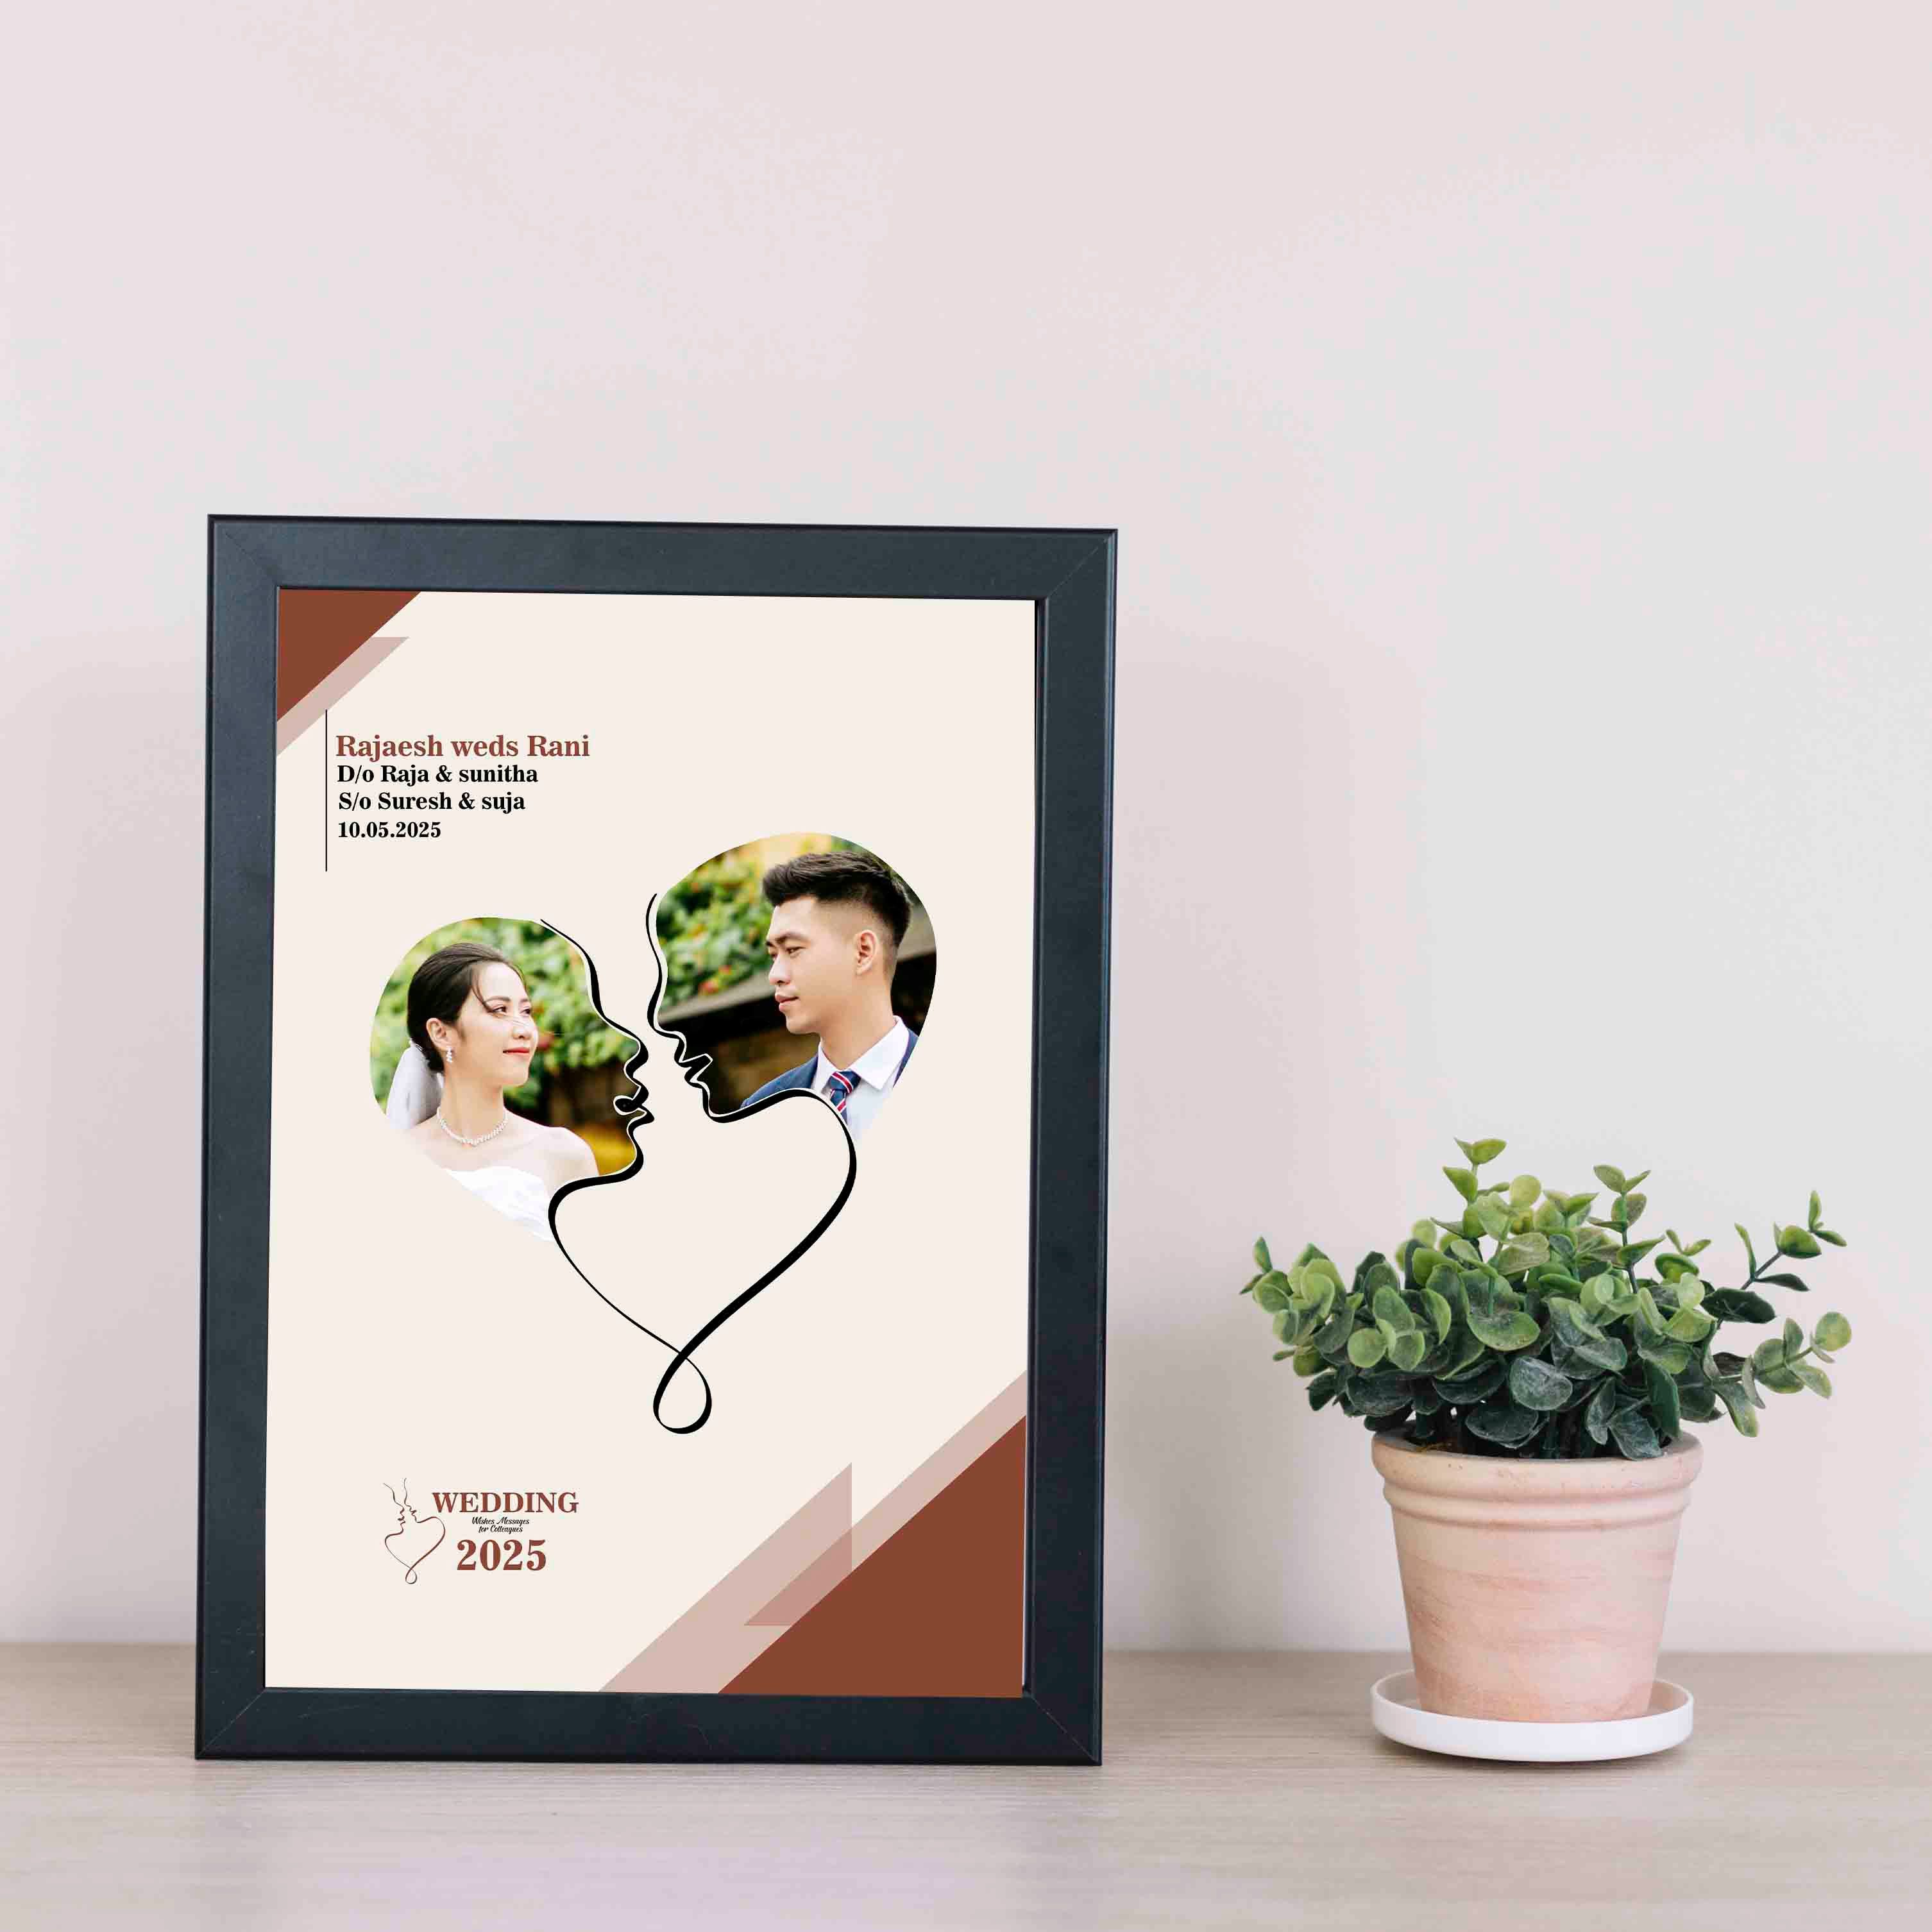 Rajaesh weds Rani
D/o Raja & sunitha
S/o Suresh & suja
10.05.2025
WEDDING
Wishes Messages
for Colleagues
2025